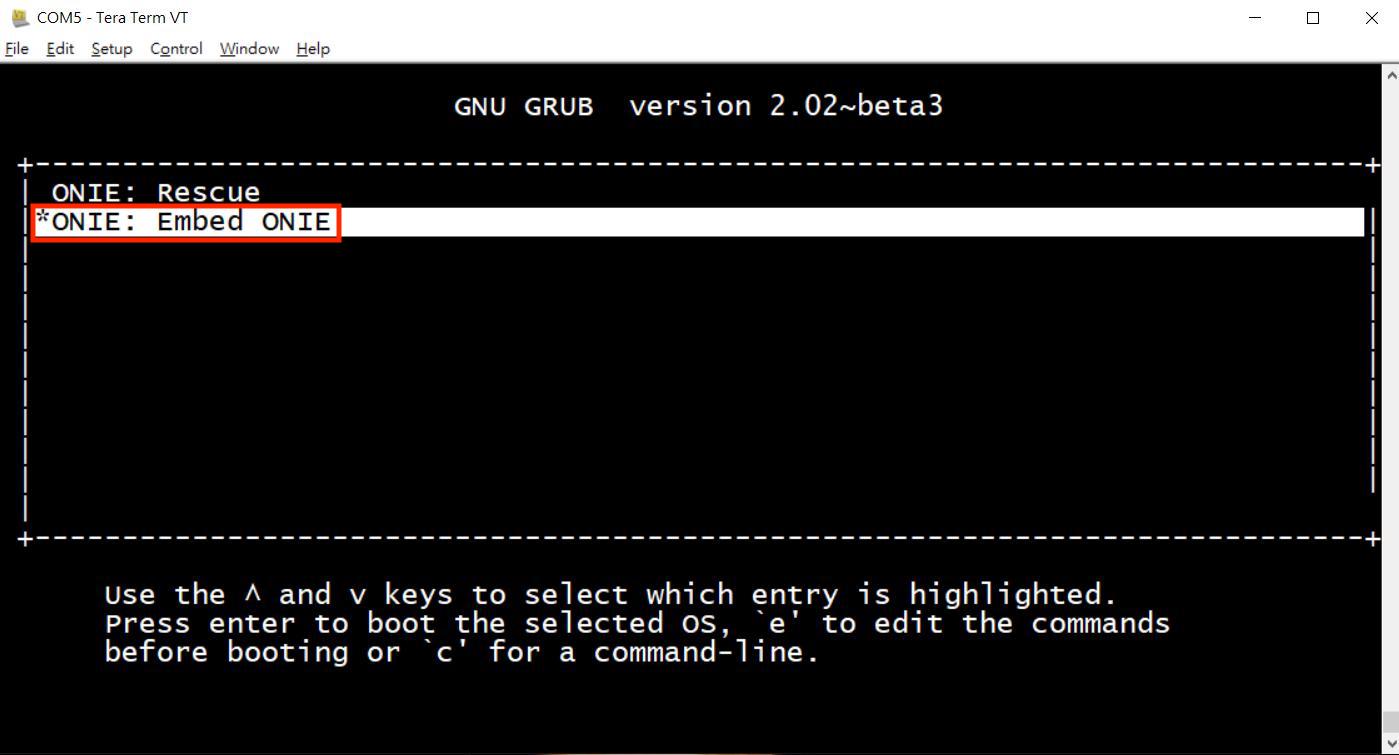 COM5 - Tera Term VT
File Edit Setup Control Window Help
GNU GRUB  version 2.02~beta3
+----------------------------------------------------------------------------+
| ONIE: Rescue
|*ONIE: Embed ONIE |
| |
| |
| |
| |
| |
| |
| |
| |
| |
|
+----------------------------------------------------------------------------+
Use the ^ and v keys to select which entry is highlighted.
Press enter to boot the selected OS, `e' to edit the commands
before booting or `c' for a command-line.